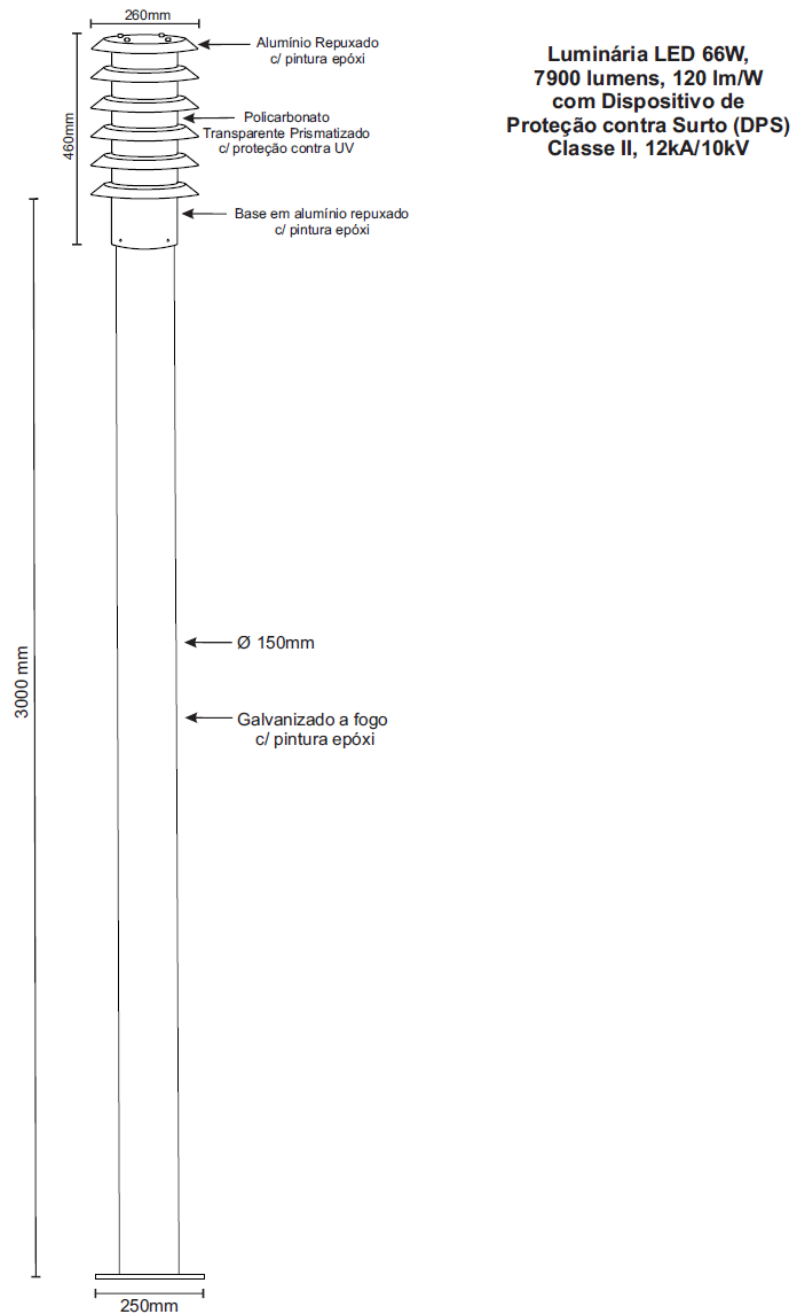 260mm
Alumínio Repuxado
c/ pintura epóxi
Luminária LED 66W,
7900 lumens, 120 lm/W
com Dispositivo de
Proteção contra Surto (DPS)
Classe II, 12kA/10kV
460mm
Policarbonato
Transparente Prismatizado
c/ proteção contra UV
Base em alumínio repuxado
c/ pintura epóxi
3000 mm
Ø 150mm
Galvanizado a fogo
c/ pintura epóxi
250mm